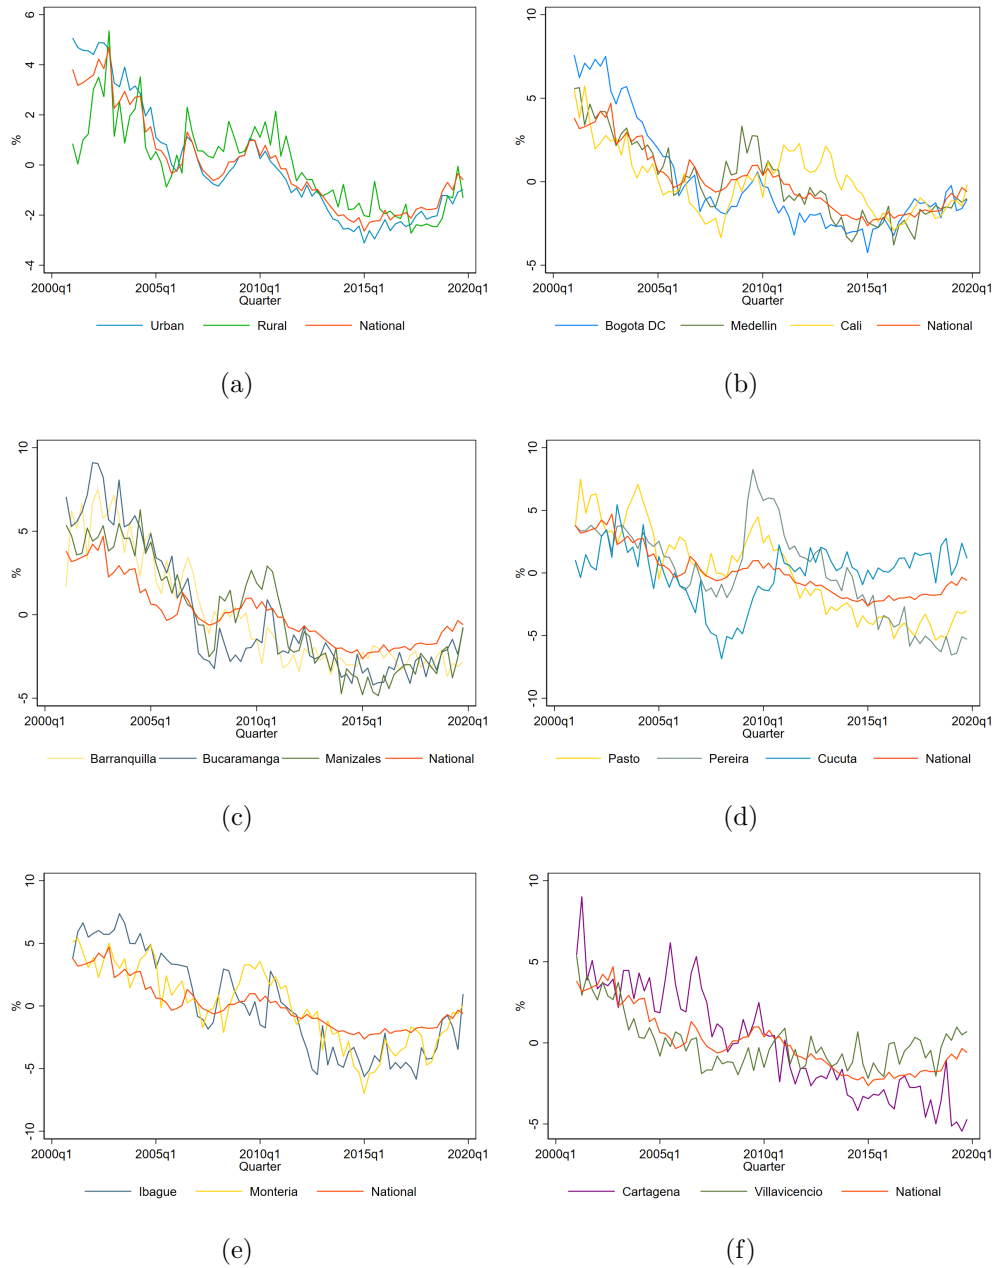 6
4
2
0
-2
-4
%
2000q1 2005q1 2010q1 2015q1 2020q1
Quarter
Urban Rural National
(a)
10
5
0
-5
%
2000q1 2005q1 2010q1 2015q1 2020q1
Quarter
Bogota DC Medellin Cali National
(b)
10
5
0
-5
%
2000q1 2005q1 2010q1 2015q1 2020q1
Quarter
Barranquilla Bucaramanga Manizales National
(c)
10
5
0
-5
-10
%
2000q1 2005q1 2010q1 2015q1 2020q1
Quarter
Pasto Pereira Cucuta National
(d)
10
5
0
-5
-10
%
2000q1 2005q1 2010q1 2015q1 2020q1
Quarter
Ibague Monteria National
(e)
10
5
0
-5
%
2000q1 2005q1 2010q1 2015q1 2020q1
Quarter
Cartagena Villavicencio National
(f)